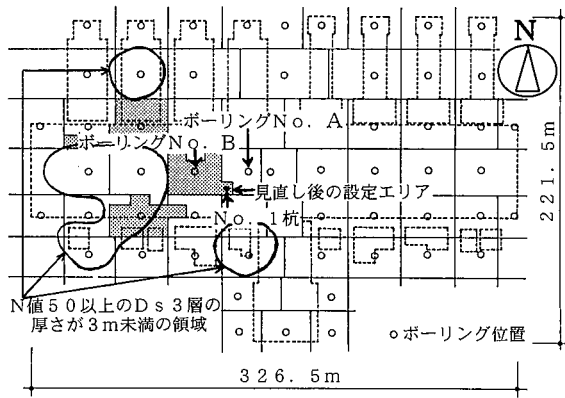 N
ボーリングNo. A
ボーリングNo. B
見直し後の設定エリア
No. 1杭
221.5m
N値50以上のDs3層の
厚さが3m未満の領域
ボーリング位置
326.5m